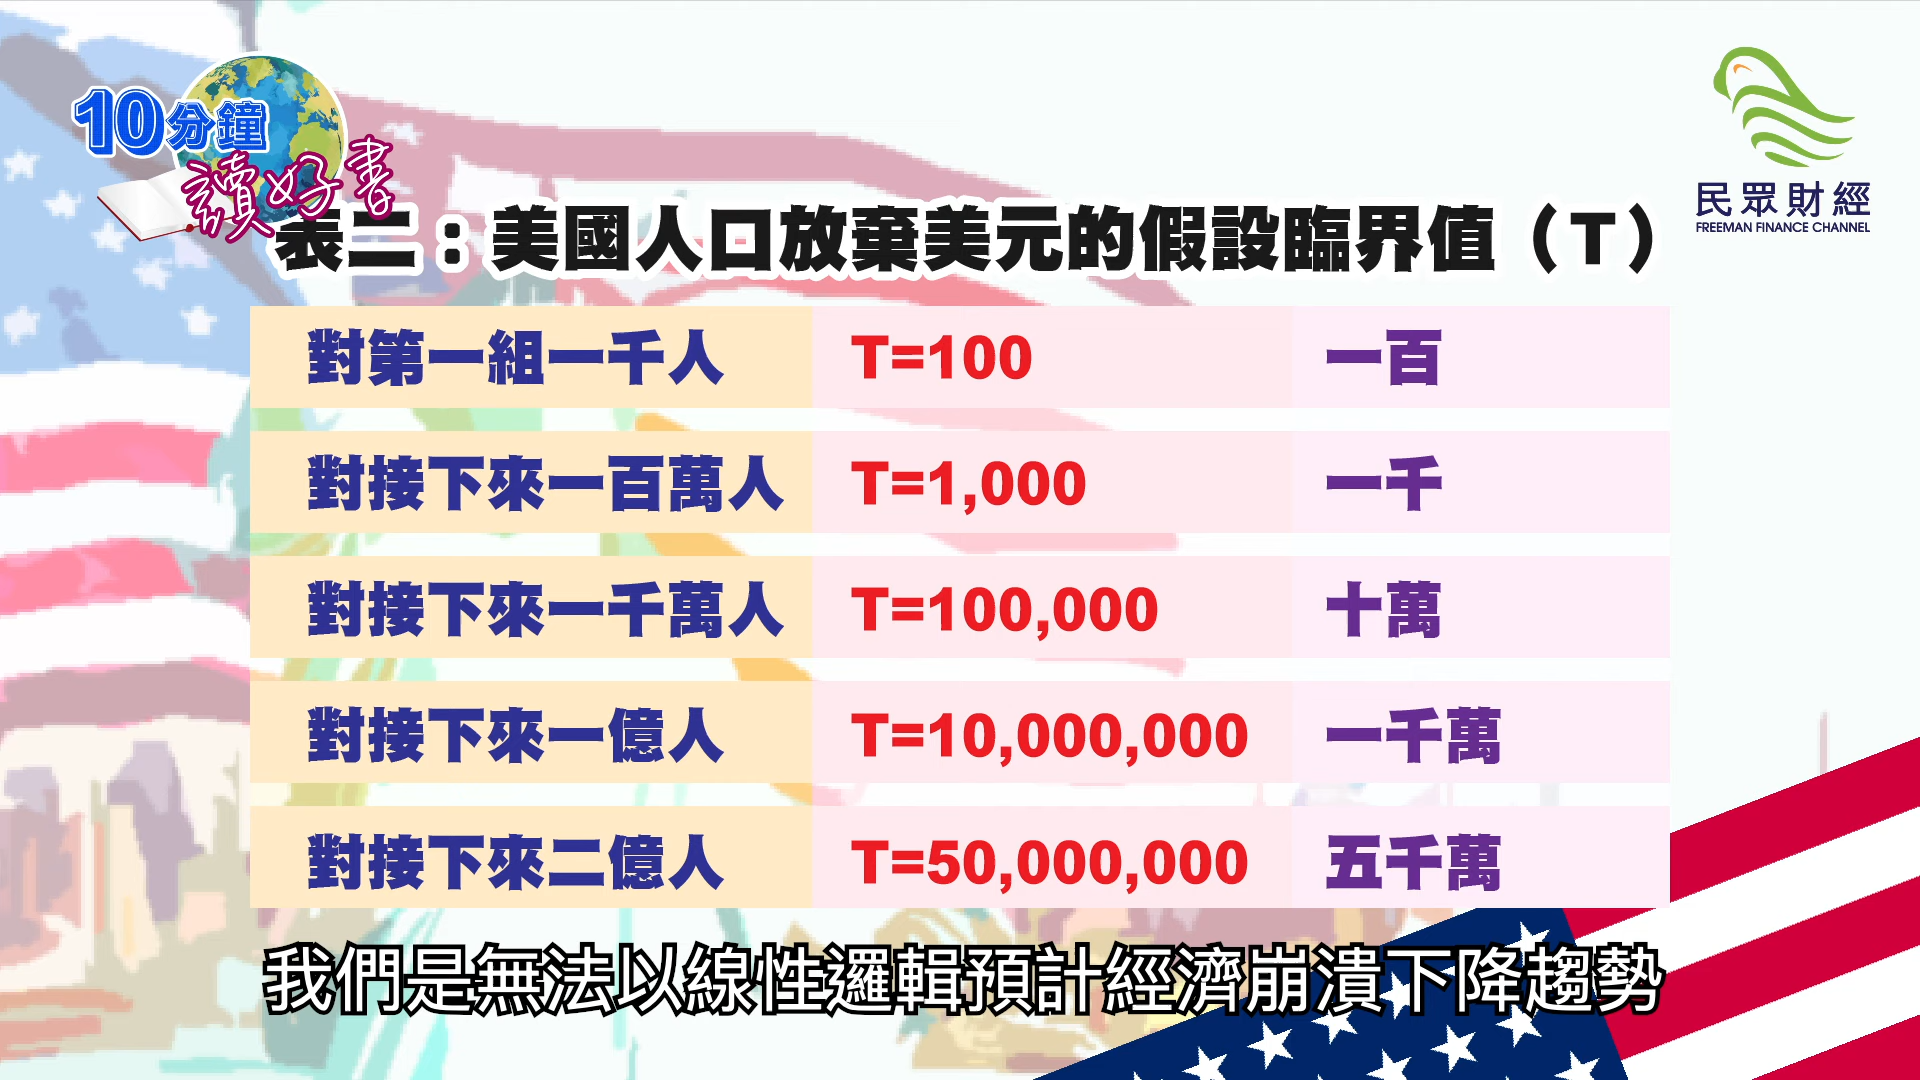 10分鐘
讀好書
民眾財經
FREEMAN FINANCE CHANNEL
表二：美國人口放棄美元的假設臨界值（T）
對第一組一千人 T=100 一百
對接下來一百萬人 T=1,000 一千
對接下來一千萬人 T=100,000 十萬
對接下來一億人 T=10,000,000 一千萬
對接下來二億人 T=50,000,000 五千萬
我們是無法以線性邏輯預計經濟崩潰下降趨勢